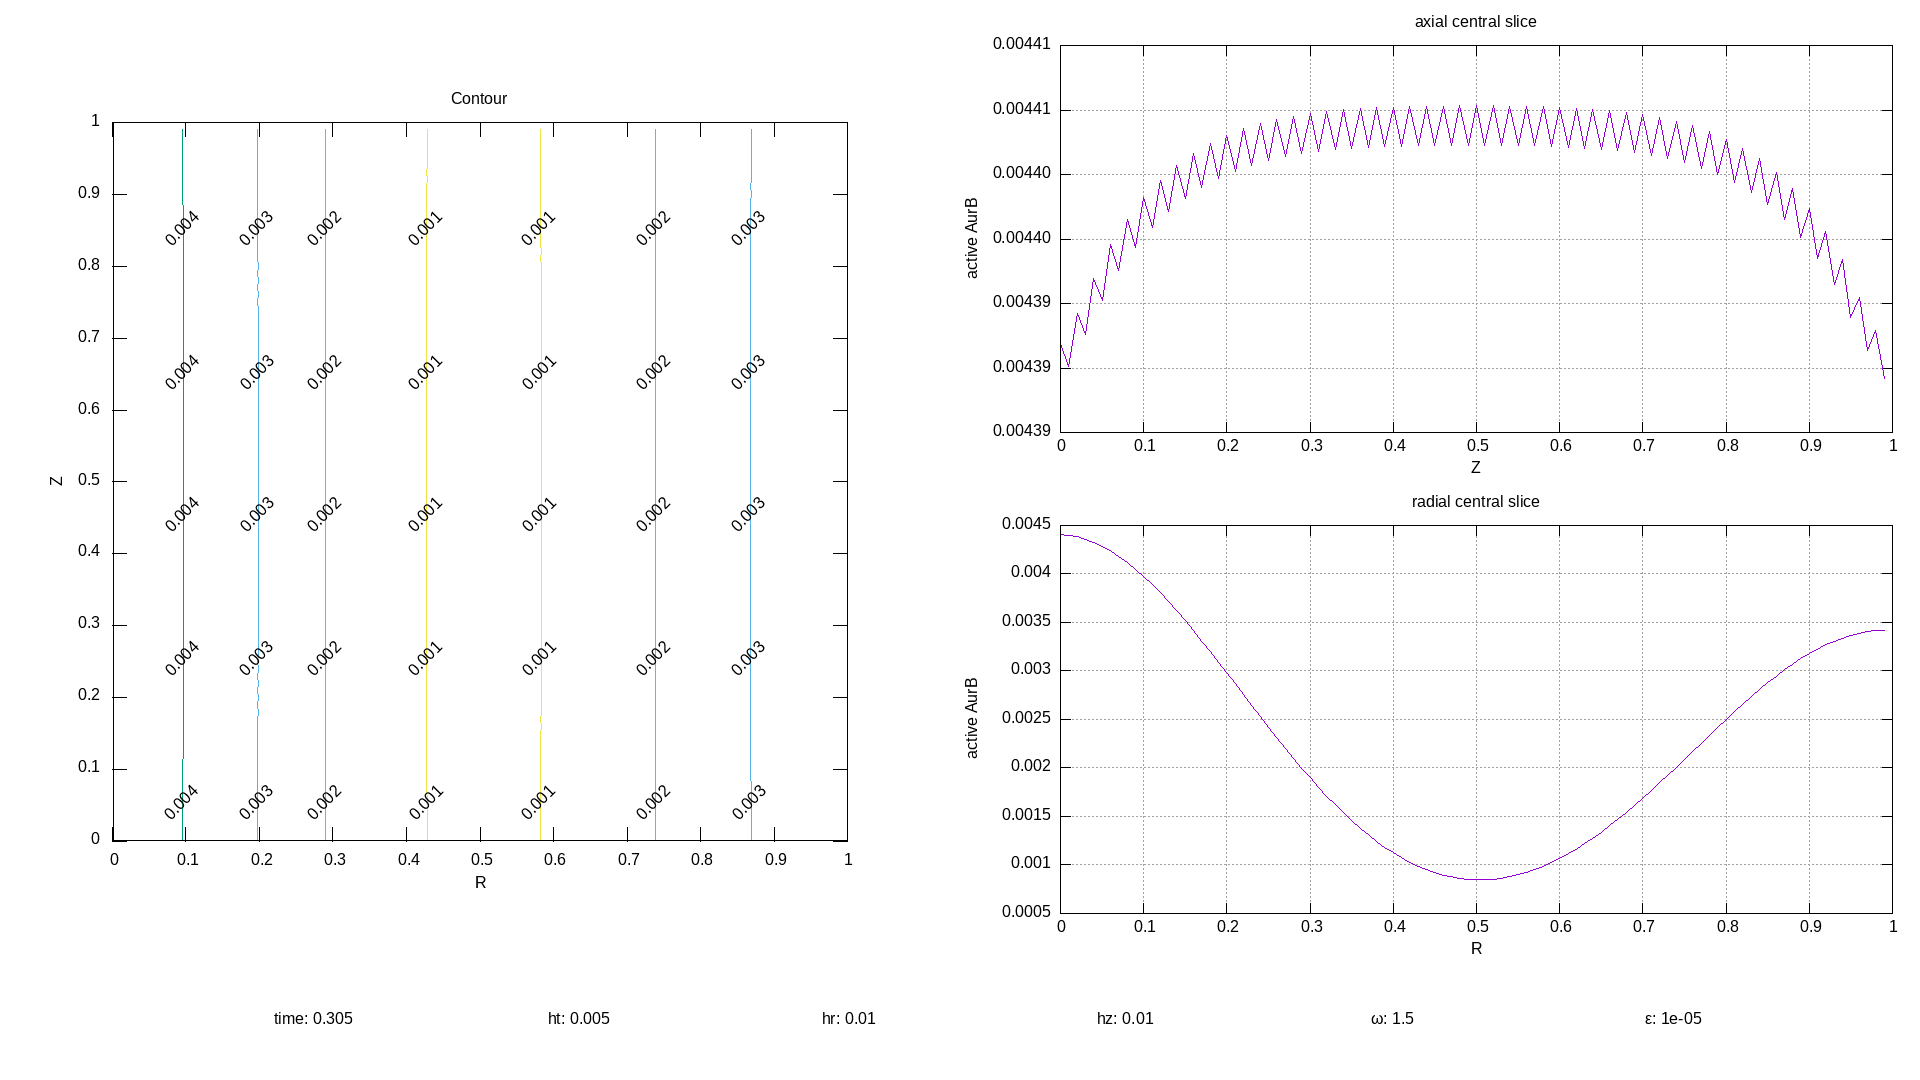 Contour
1
0.9
0.8
0.7
0.6
0.5
0.4
0.3
0.2
0.1
0
Z
0.004 0.003 0.002 0.001 0.001 0.002 0.003
0.004 0.003 0.002 0.001 0.001 0.002 0.003
0.004 0.003 0.002 0.001 0.001 0.002 0.003
0.004 0.003 0.002 0.001 0.001 0.002 0.003
0.004 0.003 0.002 0.001 0.001 0.002 0.003
0 0.1 0.2 0.3 0.4 0.5 0.6 0.7 0.8 0.9 1
R
axial central slice
0.00441
0.00441
0.00440
0.00440
0.00439
0.00439
0.00439
active AurB
0 0.1 0.2 0.3 0.4 0.5 0.6 0.7 0.8 0.9 1
Z
radial central slice
0.0045
0.004
0.0035
0.003
0.0025
0.002
0.0015
0.001
0.0005
active AurB
0 0.1 0.2 0.3 0.4 0.5 0.6 0.7 0.8 0.9 1
R
time: 0.305 ht: 0.005 hr: 0.01 hz: 0.01 ω: 1.5 ε: 1e-05